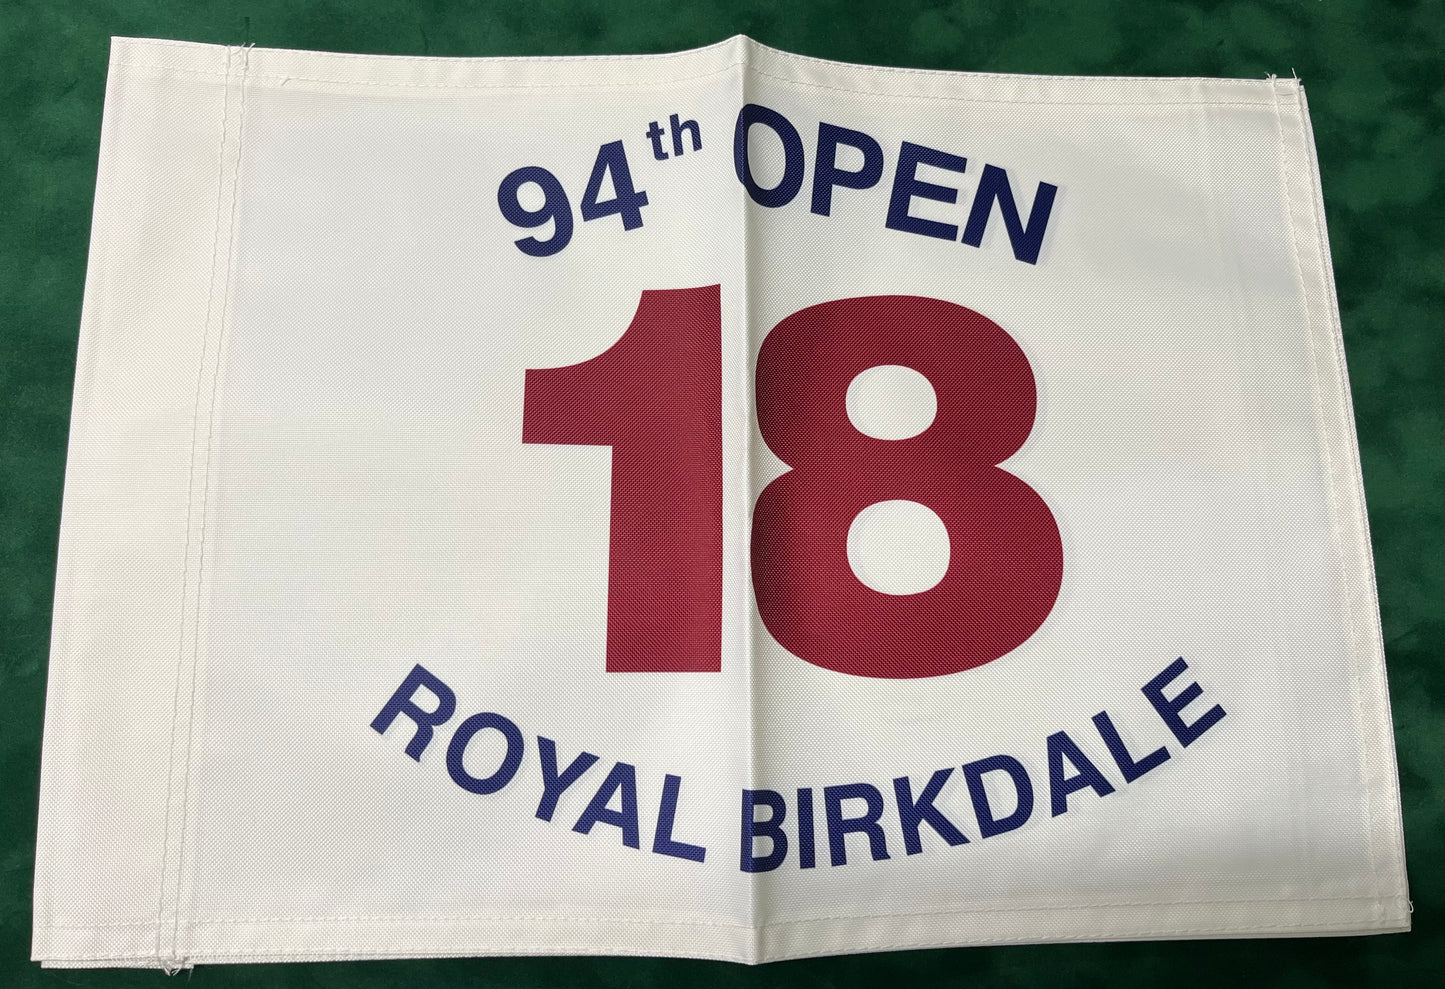 94th OPEN
18
ROYAL BIRKDALE